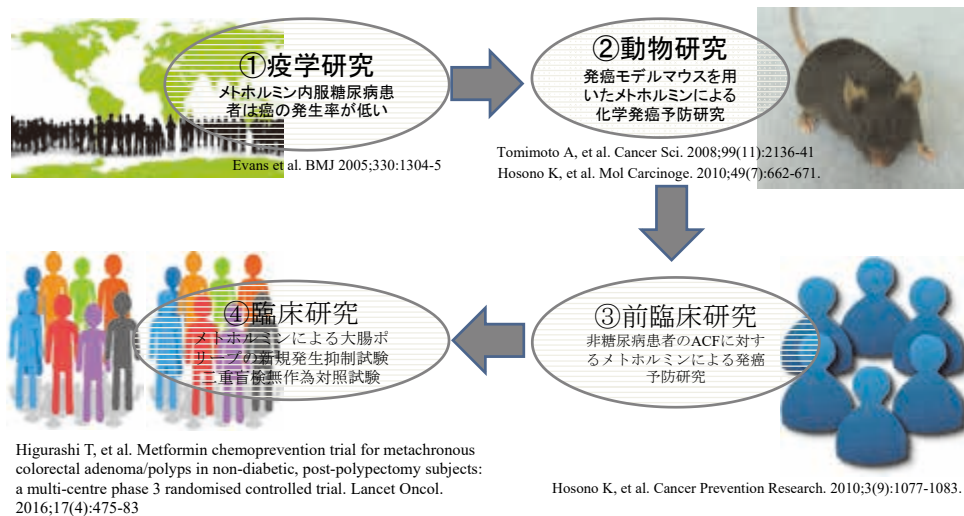 ①疫学研究
メトホルミン内服糖尿病患
者は癌の発生率が低い
Evans et al. BMJ 2005;330:1304-5
②動物研究
発癌モデルマウスを用
いたメトホルミンによる
化学発癌予防研究
Tomimoto A, et al. Cancer Sci. 2008;99(11):2136-41
Hosono K, et al. Mol Carcinoge. 2010;49(7):662-671.
③前臨床研究
非糖尿病患者のACFに対す
るメトホルミンによる発癌
予防研究
Hosono K, et al. Cancer Prevention Research. 2010;3(9):1077-1083.
④臨床研究
メトホルミンによる大腸ポ
リープの新規発生抑制試験
二重盲検無作為対照試験
Higurashi T, et al. Metformin chemoprevention trial for metachronous
colorectal adenoma/polyps in non-diabetic, post-polypectomy subjects:
a multi-centre phase 3 randomised controlled trial. Lancet Oncol.
2016;17(4):475-83